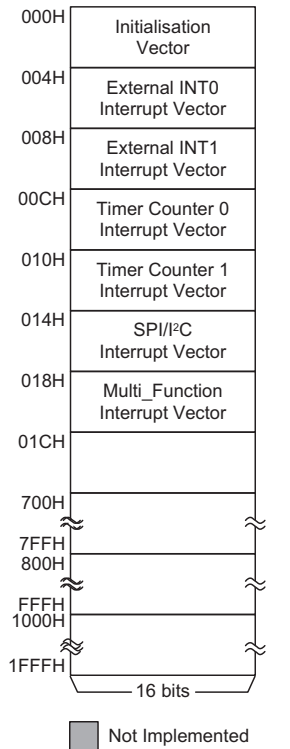 000H
Initialisation
Vector
004H
External INT0
Interrupt Vector
008H
External INT1
Interrupt Vector
00CH
Timer Counter 0
Interrupt Vector
010H
Timer Counter 1
Interrupt Vector
014H
SPI/I²C
Interrupt Vector
018H
Multi_Function
Interrupt Vector
01CH
700H
7FFH
800H
FFFH
1000H
1FFFH
16 bits
Not Implemented